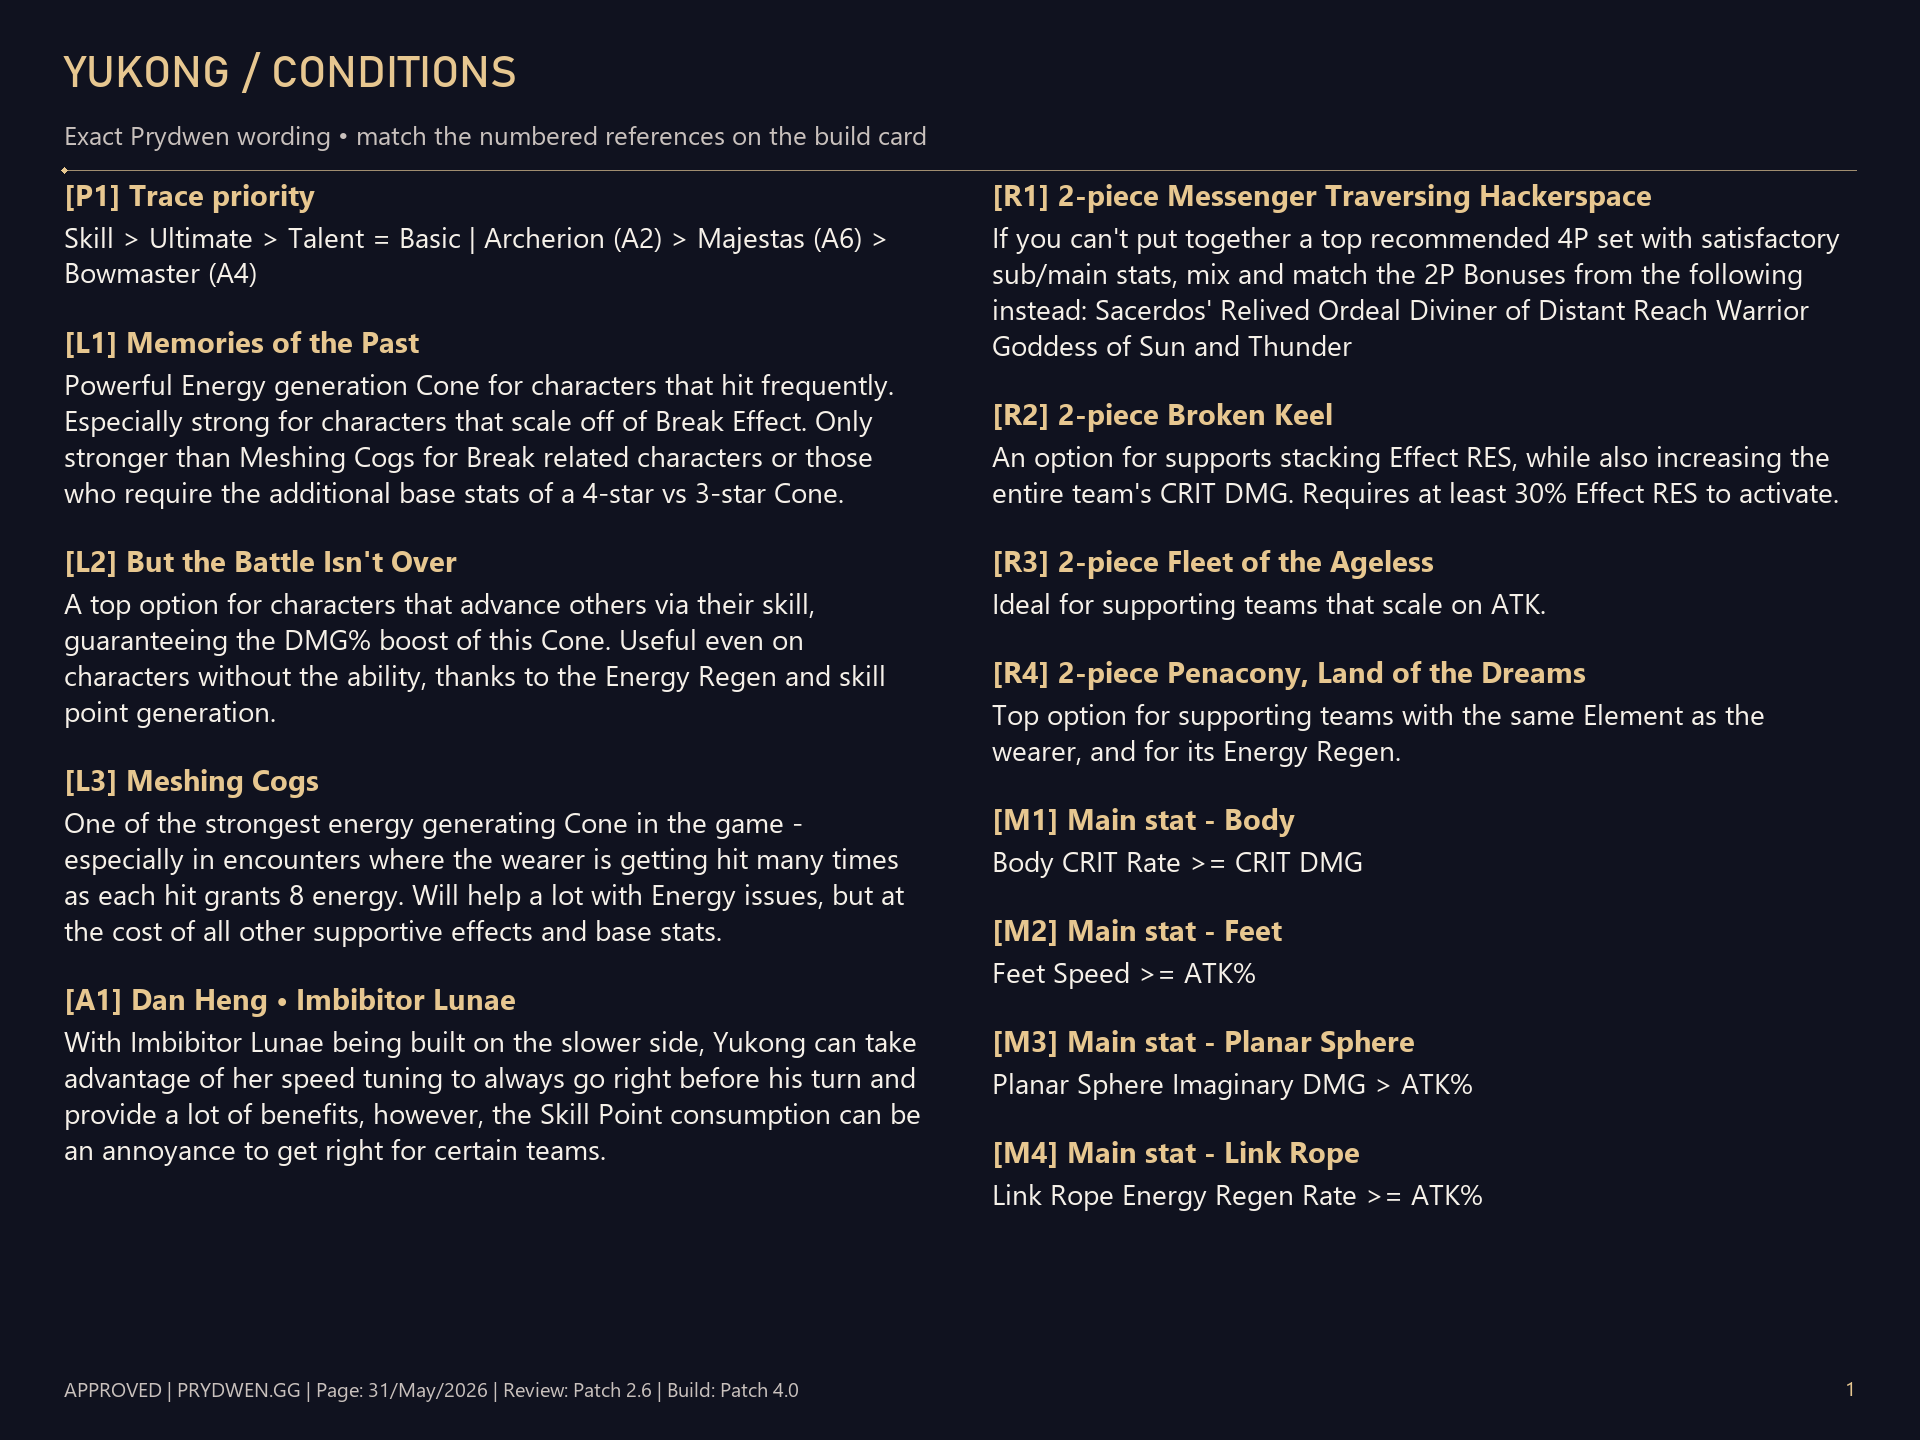 YUKONG / CONDITIONS
Exact Prydwen wording • match the numbered references on the build card
[P1] Trace priority
Skill > Ultimate > Talent = Basic | Archerion (A2) > Majestas (A6) >
Bowmaster (A4)
[L1] Memories of the Past
Powerful Energy generation Cone for characters that hit frequently.
Especially strong for characters that scale off of Break Effect. Only
stronger than Meshing Cogs for Break related characters or those
who require the additional base stats of a 4-star vs 3-star Cone.
[L2] But the Battle Isn't Over
A top option for characters that advance others via their skill,
guaranteeing the DMG% boost of this Cone. Useful even on
characters without the ability, thanks to the Energy Regen and skill
point generation.
[L3] Meshing Cogs
One of the strongest energy generating Cone in the game -
especially in encounters where the wearer is getting hit many times
as each hit grants 8 energy. Will help a lot with Energy issues, but at
the cost of all other supportive effects and base stats.
[A1] Dan Heng • Imbibitor Lunae
With Imbibitor Lunae being built on the slower side, Yukong can take
advantage of her speed tuning to always go right before his turn and
provide a lot of benefits, however, the Skill Point consumption can be
an annoyance to get right for certain teams.
[R1] 2-piece Messenger Traversing Hackerspace
If you can't put together a top recommended 4P set with satisfactory
sub/main stats, mix and match the 2P Bonuses from the following
instead: Sacerdos' Relived Ordeal Diviner of Distant Reach Warrior
Goddess of Sun and Thunder
[R2] 2-piece Broken Keel
An option for supports stacking Effect RES, while also increasing the
entire team's CRIT DMG. Requires at least 30% Effect RES to activate.
[R3] 2-piece Fleet of the Ageless
Ideal for supporting teams that scale on ATK.
[R4] 2-piece Penacony, Land of the Dreams
Top option for supporting teams with the same Element as the
wearer, and for its Energy Regen.
[M1] Main stat - Body
Body CRIT Rate >= CRIT DMG
[M2] Main stat - Feet
Feet Speed >= ATK%
[M3] Main stat - Planar Sphere
Planar Sphere Imaginary DMG > ATK%
[M4] Main stat - Link Rope
Link Rope Energy Regen Rate >= ATK%
APPROVED | PRYDWEN.GG | Page: 31/May/2026 | Review: Patch 2.6 | Build: Patch 4.0
1